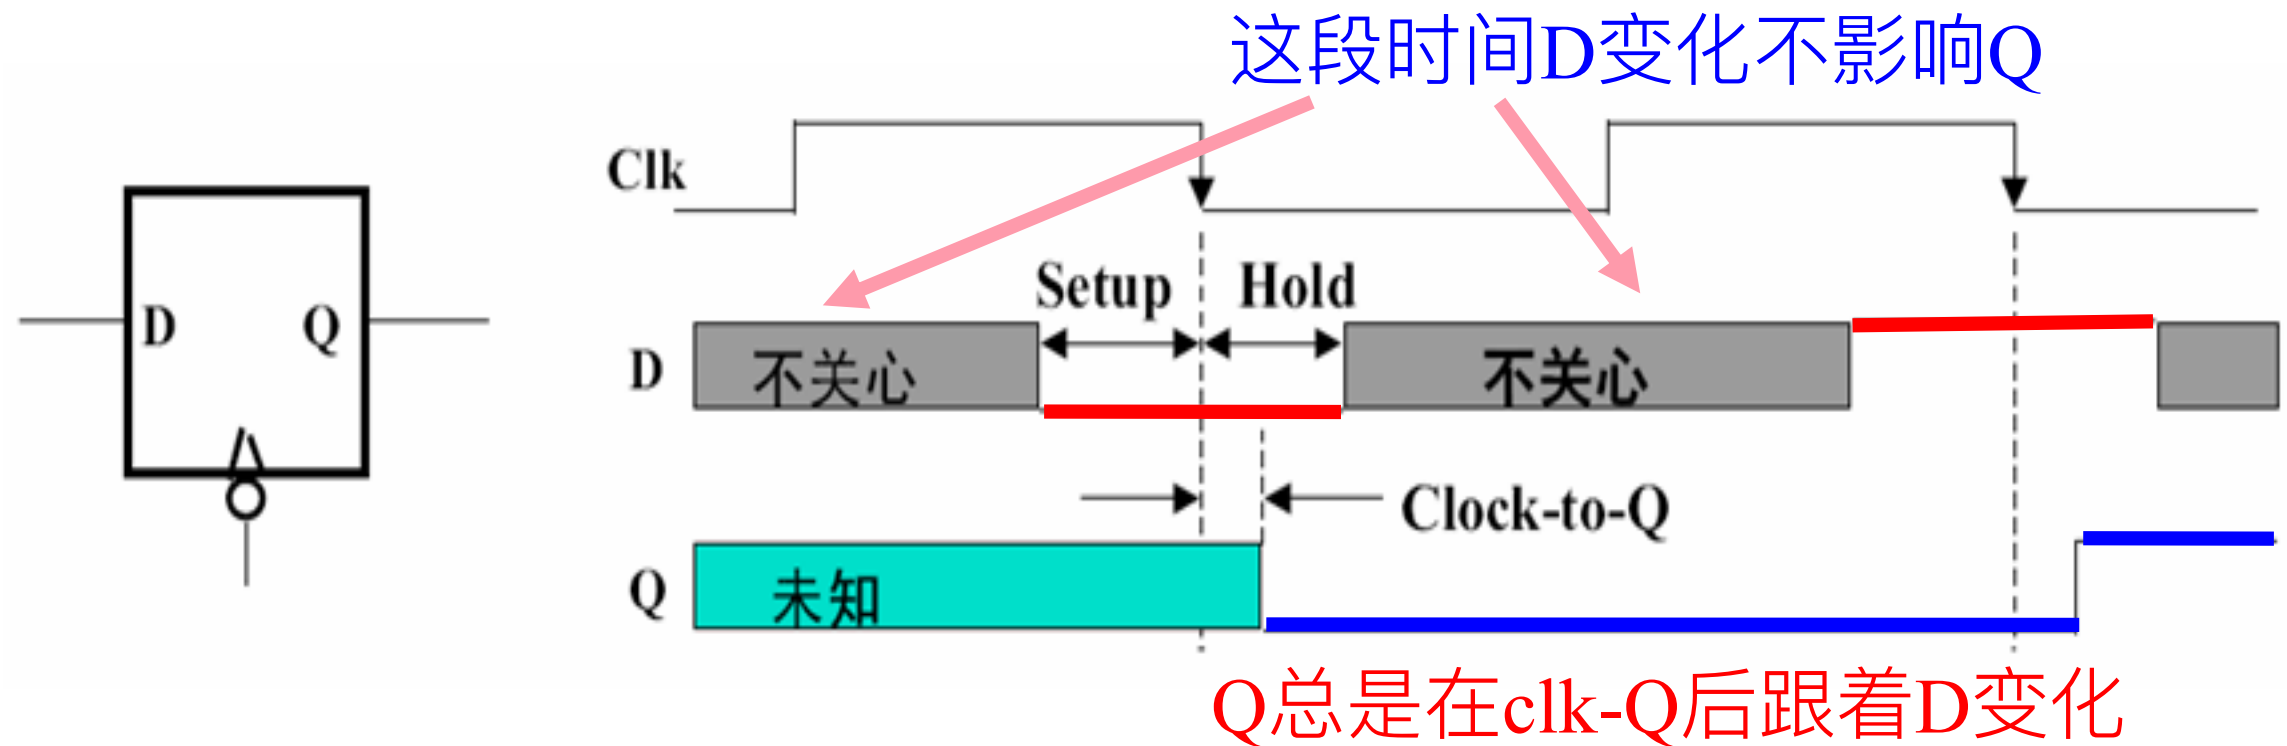 这段时间D变化不影响Q
Clk
D
Q
Setup
Hold
D
不关心
不关心
Clock-to-Q
Q
未知
Q总是在clk-Q后跟着D变化